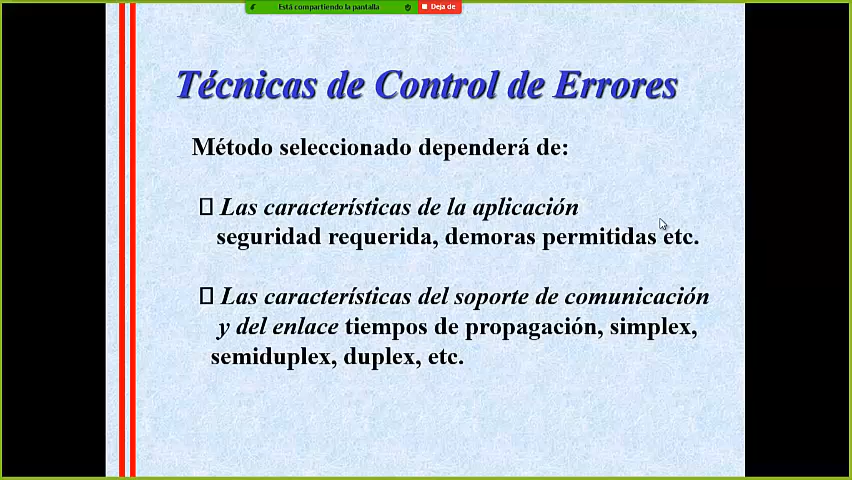 Está compartiendo la pantalla
Deja de
Técnicas de Control de Errores
Método seleccionado dependerá de:
Las características de la aplicación
seguridad requerida, demoras permitidas etc.
Las características del soporte de comunicación
y del enlace tiempos de propagación, simplex,
semiduplex, duplex, etc.